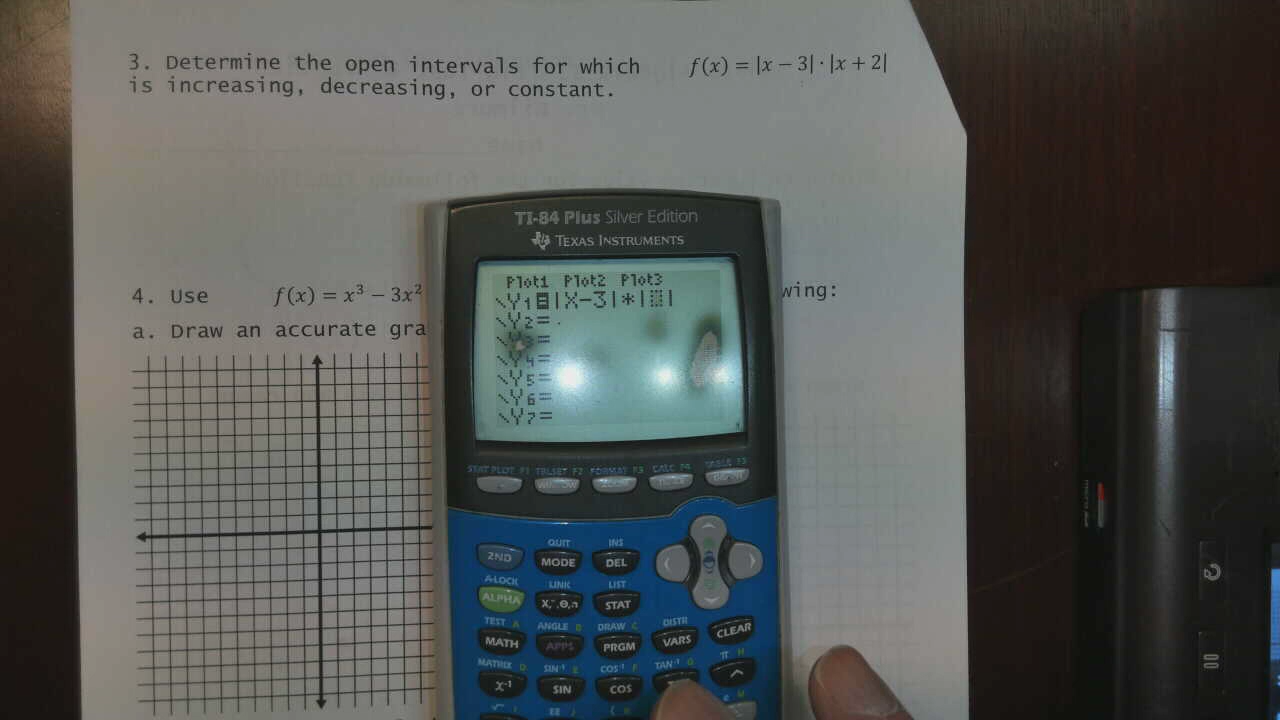 3. Determine the open intervals for which f(x) = |x − 3| · |x + 2|
is increasing, decreasing, or constant.
4. Use f(x) = x³ − 3x² wing:
a. Draw an accurate gra
TI-84 Plus Silver Edition
TEXAS INSTRUMENTS
Plot1 Plot2 Plot3
\Y1=|X-3|*| |
\Y2=
\Y3=
\Y4=
\Y5=
\Y6=
\Y7=
STAT PLOT F1 TBLSET F2 FORMAT F3 CALC F4 TABLE F5
WINDOW ZOOM
QUIT INS
2ND MODE DEL
A-LOCK LINK LIST
ALPHA X,T,θ,n STAT
TEST A ANGLE B DRAW C DISTR
MATH APPS PRGM VARS CLEAR
MATRIX D SIN⁻¹ E COS⁻¹ F TAN⁻¹ G π H
X⁻¹ SIN COS ^
EE J